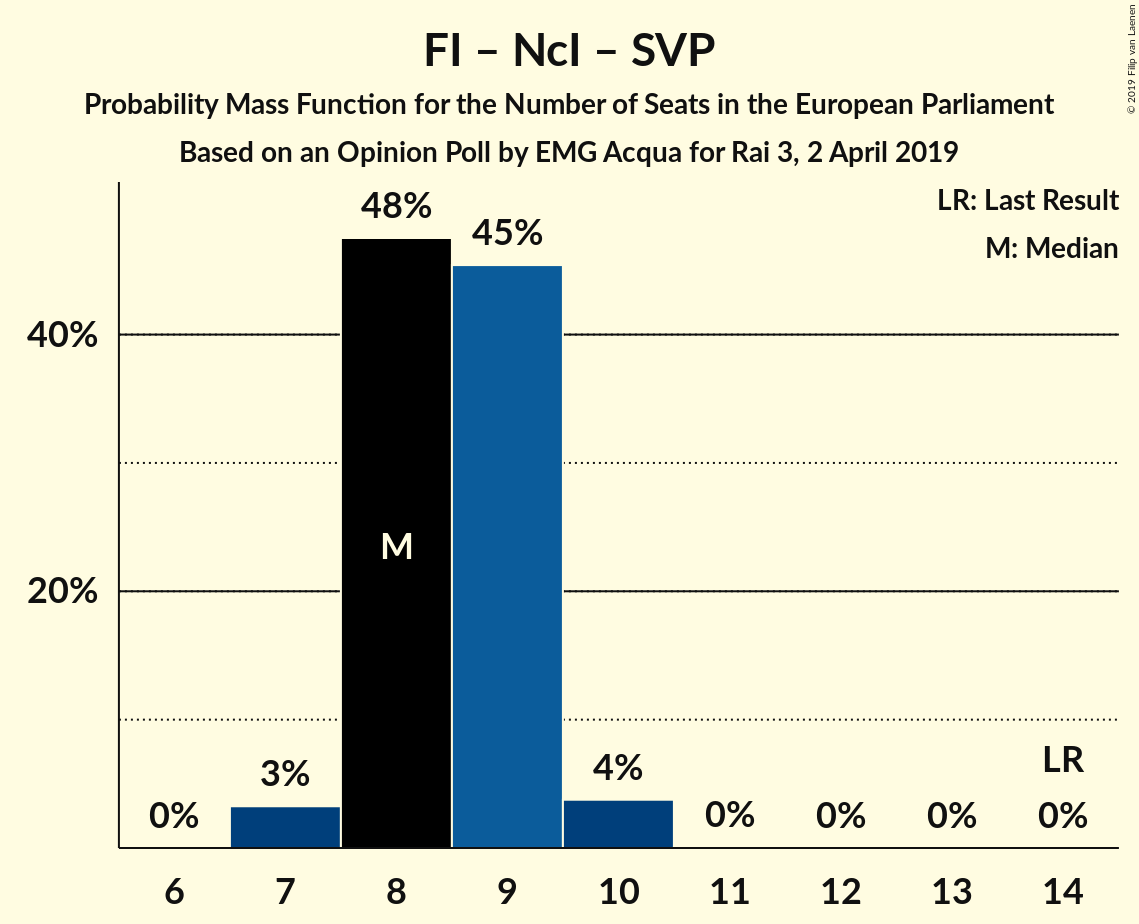 FI – NcI – SVP
Probability Mass Function for the Number of Seats in the European Parliament
Based on an Opinion Poll by EMG Acqua for Rai 3, 2 April 2019
© 2019 Filip van Laenen
LR: Last Result
M: Median
48%
45%
40%
M
20%
LR
3%
4%
0%
0%
0%
0%
0%
6 7 8 9 10 11 12 13 14